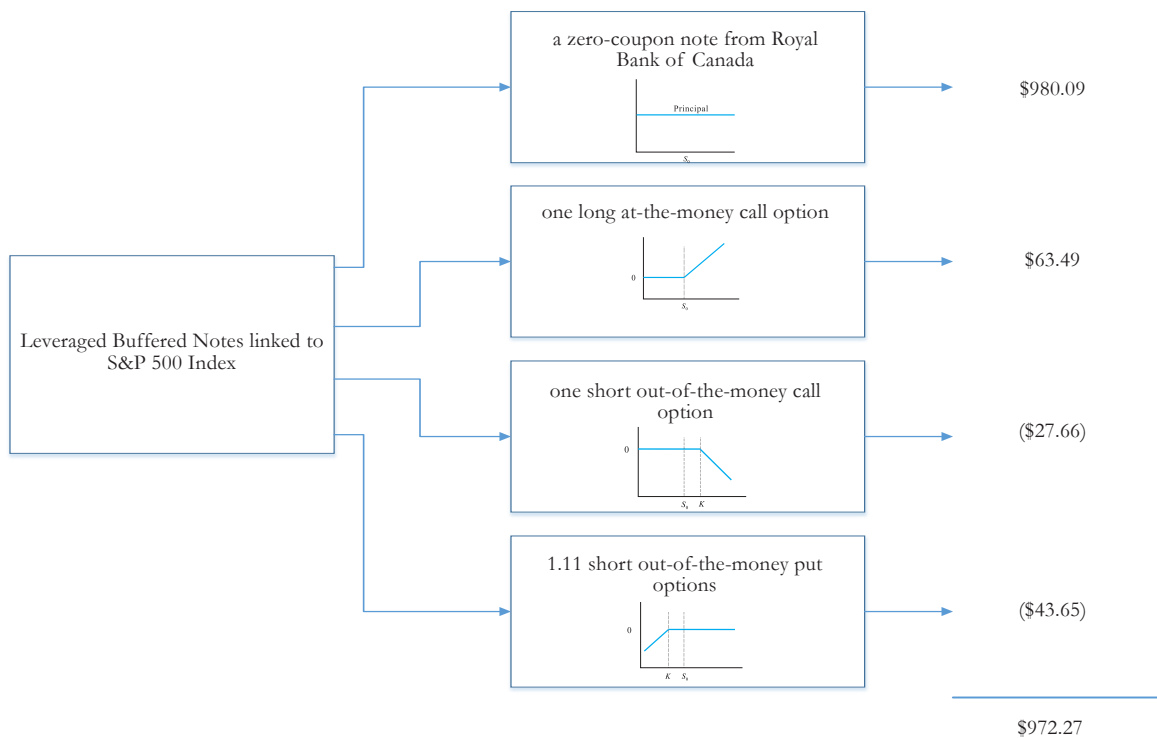 a zero-coupon note from Royal
Bank of Canada
Principal
S₀
$980.09
one long at-the-money call option
0
S₀
$63.49
Leveraged Buffered Notes linked to
S&P 500 Index
one short out-of-the-money call
option
0
S₀ K
($27.66)
1.11 short out-of-the-money put
options
0
K S₀
($43.65)
$972.27